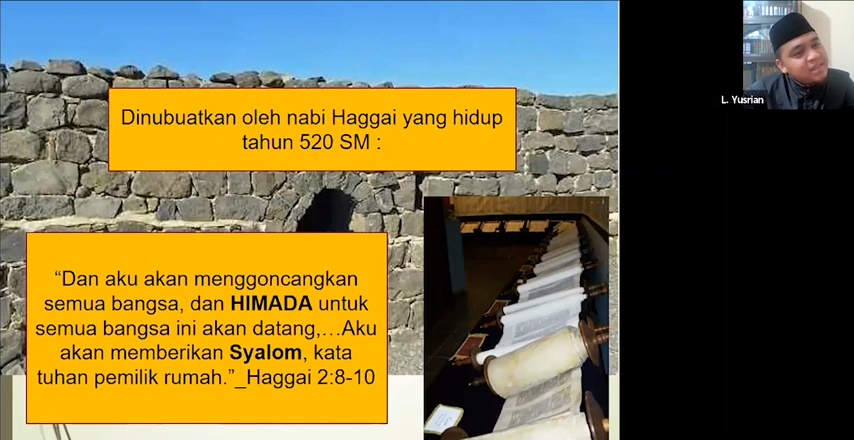 Dinubuatkan oleh nabi Haggai yang hidup
tahun 520 SM :
L. Yusrian
“Dan aku akan menggoncangkan
semua bangsa, dan HIMADA untuk
semua bangsa ini akan datang,…Aku
akan memberikan Syalom, kata
tuhan pemilik rumah.”_Haggai 2:8-10